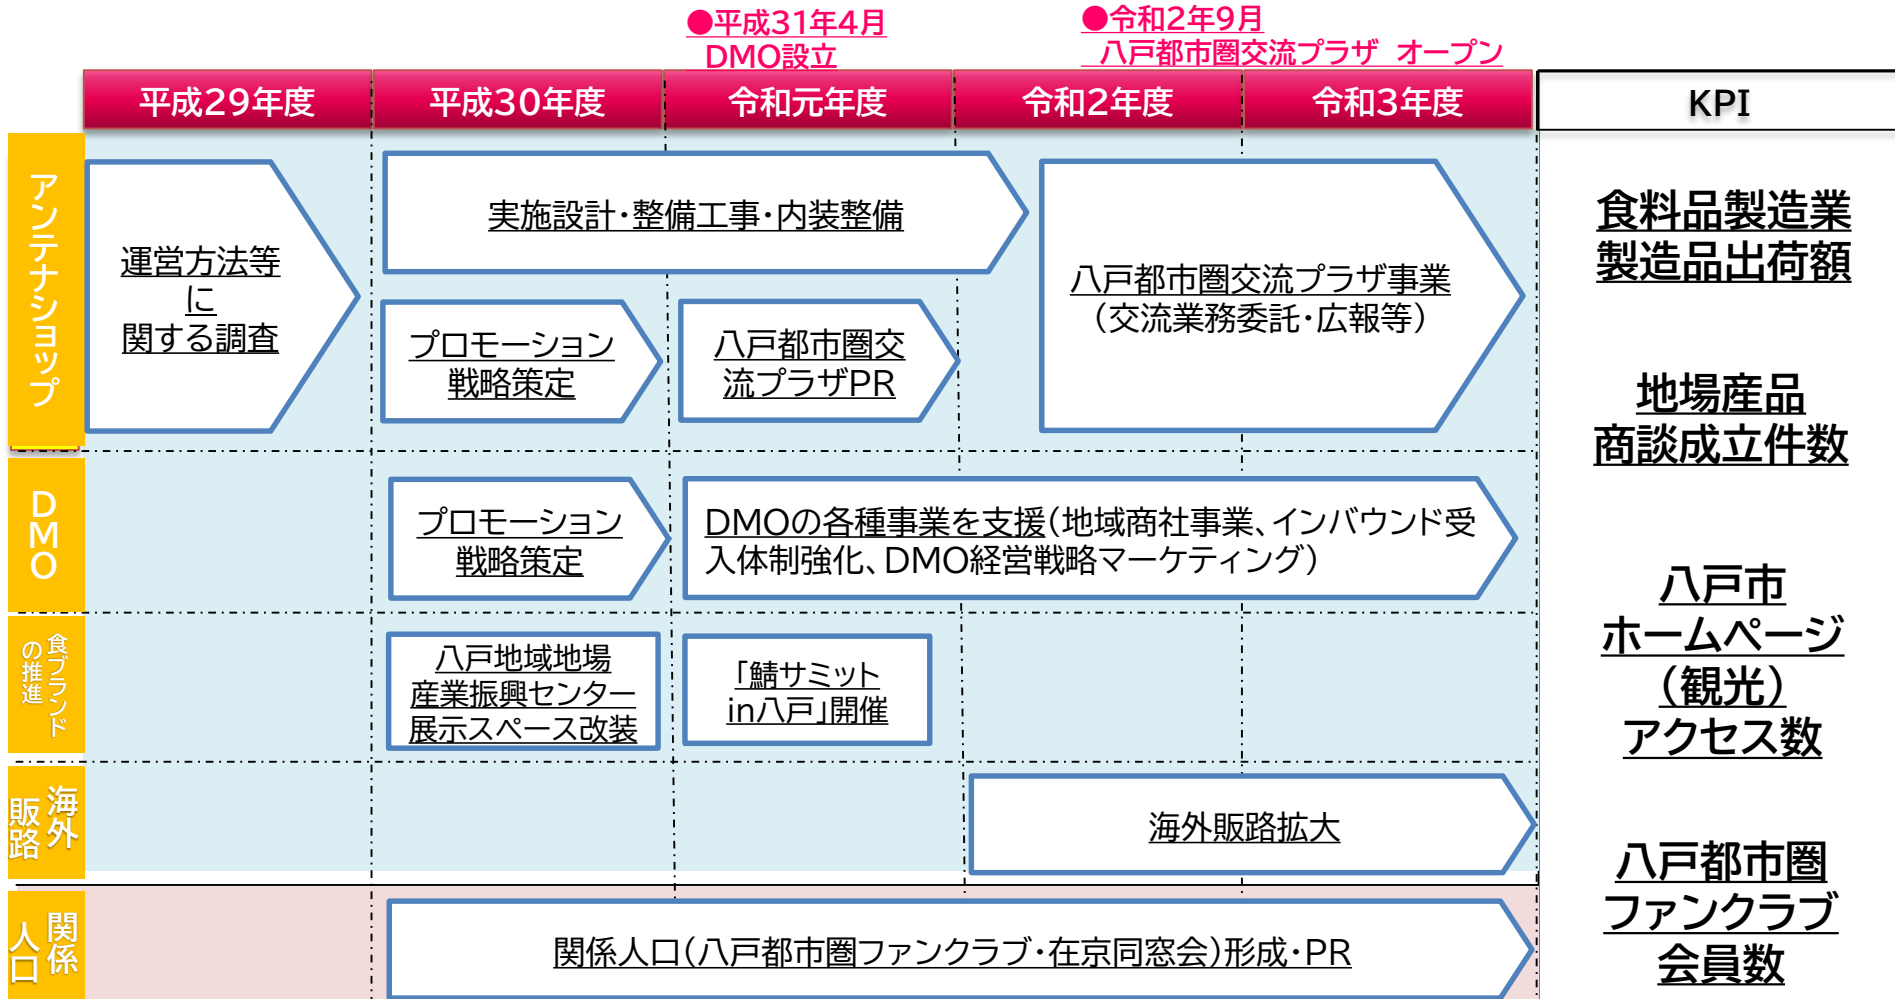 ●平成31年4月
DMO設立
●令和2年9月
八戸都市圏交流プラザ オープン
平成29年度
平成30年度
令和元年度
令和2年度
令和3年度
KPI
アンテナショップ
運営方法等
に
関する調査
実施設計・整備工事・内装整備
プロモーション
戦略策定
八戸都市圏交
流プラザPR
八戸都市圏交流プラザ事業
(交流業務委託・広報等)
DMO
プロモーション
戦略策定
DMOの各種事業を支援(地域商社事業、インバウンド受
入体制強化、DMO経営戦略マーケティング)
食ブランド
の推進
八戸地域地場
産業振興センター
展示スペース改装
「鯖サミット
in八戸」開催
海外
販路
海外販路拡大
関係
人口
関係人口(八戸都市圏ファンクラブ・在京同窓会)形成・PR
食料品製造業
製造品出荷額
地場産品
商談成立件数
八戸市
ホームページ
(観光)
アクセス数
八戸都市圏
ファンクラブ
会員数